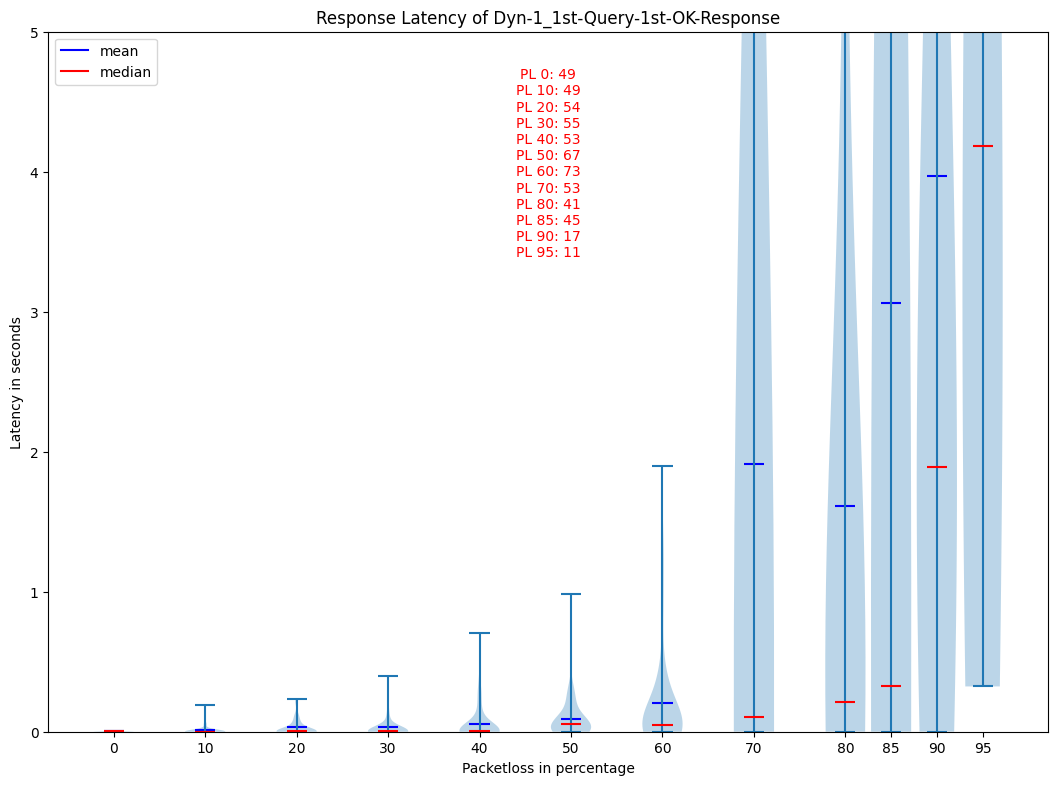 Response Latency of Dyn-1_1st-Query-1st-OK-Response
mean
median
PL 0: 49
PL 10: 49
PL 20: 54
PL 30: 55
PL 40: 53
PL 50: 67
PL 60: 73
PL 70: 53
PL 80: 41
PL 85: 45
PL 90: 17
PL 95: 11
5
4
3
2
1
0
Latency in seconds
0 10 20 30 40 50 60 70 80 85 90 95
Packetloss in percentage